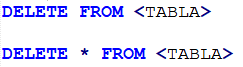 DELETE FROM <TABLA>
DELETE * FROM <TABLA>